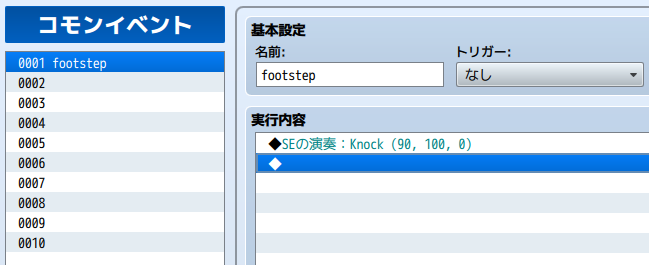 コモンイベント
0001 footstep
0002
0003
0004
0005
0006
0007
0008
0009
0010
基本設定
名前:
トリガー:
footstep
なし
実行内容
◆SEの演奏：Knock (90, 100, 0)
◆